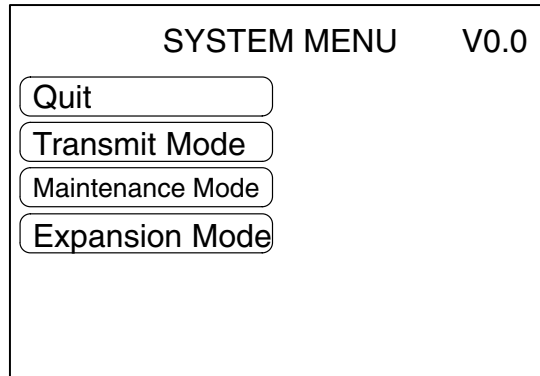 SYSTEM MENU V0.0
Quit
Transmit Mode
Maintenance Mode
Expansion Mode